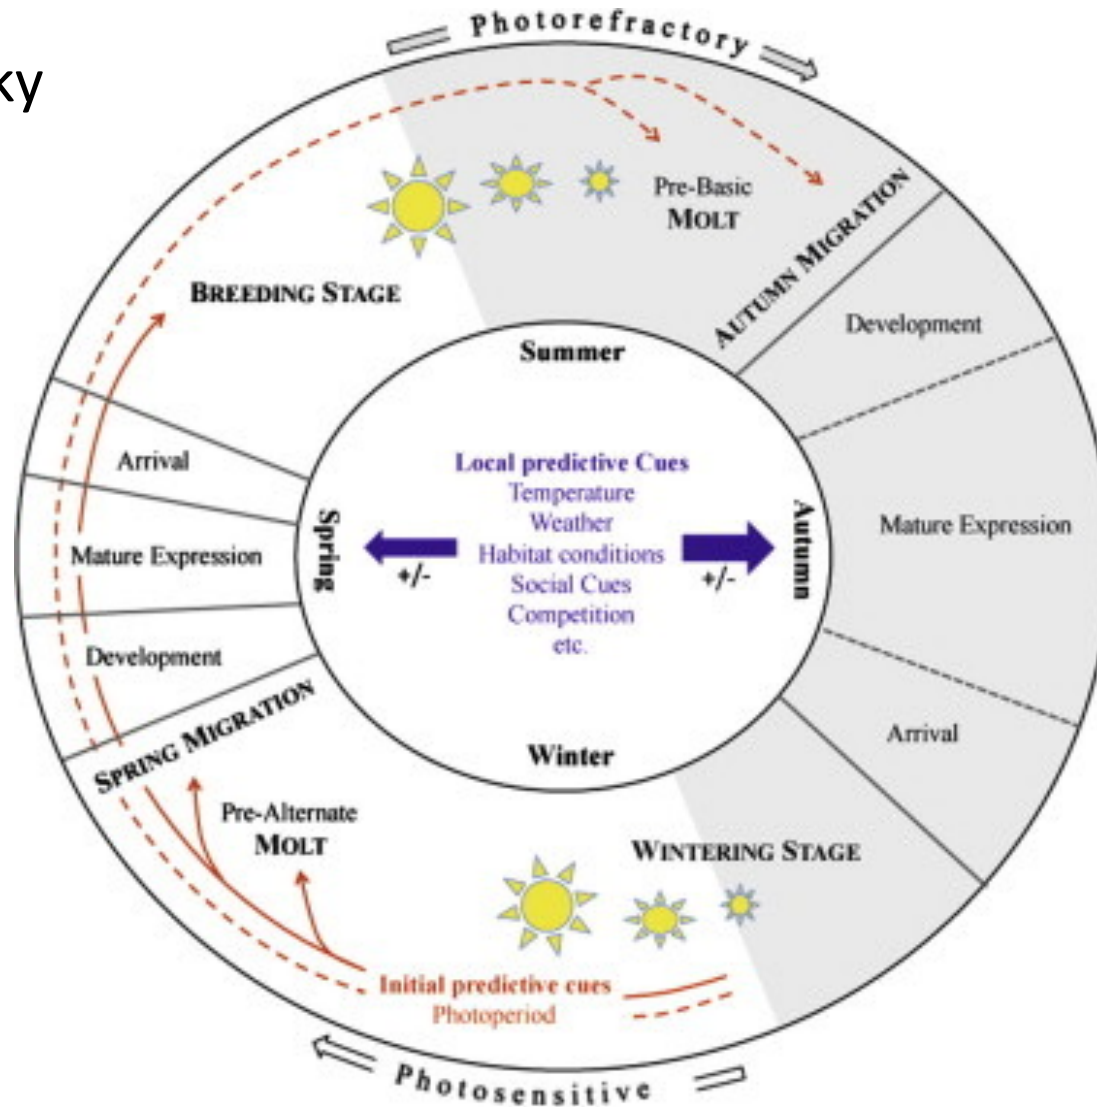 ky
Photorefractory
Pre-Basic
MOLT
AUTUMN MIGRATION
BREEDING STAGE
Development
Summer
Arrival
Local predictive Cues
Temperature
Weather
Habitat conditions
Social Cues
Competition
etc.
Spring
+/-
+/-
Autumn
Mature Expression
Mature Expression
Development
SPRING MIGRATION
Winter
Arrival
Pre-Alternate
MOLT
WINTERING STAGE
Initial predictive cues
Photoperiod
Photosensitive